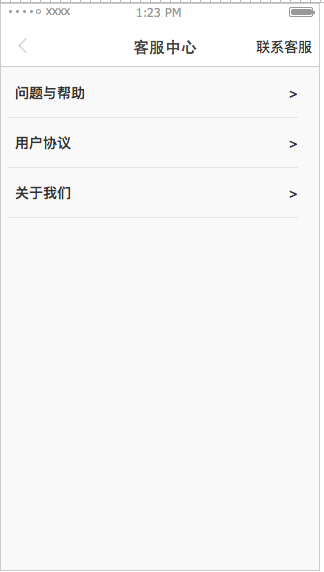 xxxx 1:23 PM
客服中心 联系客服
问题与帮助 >
用户协议 >
关于我们 >